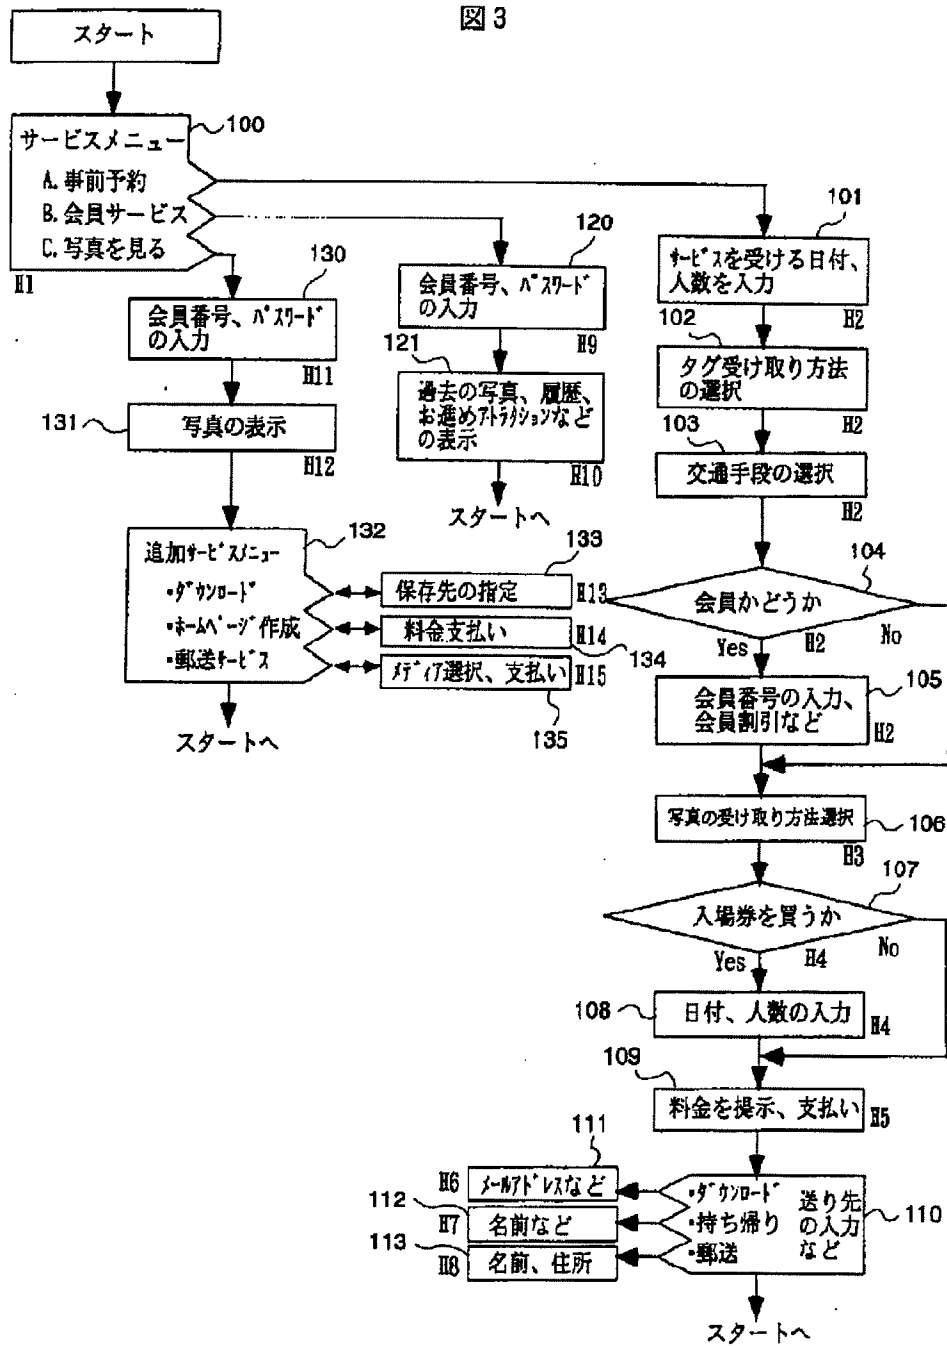 図3
スタート
100
サービスメニュー
A.事前予約
B.会員サービス
C.写真を見る
H1
130
会員番号、パスワード
の入力
H11
131
写真の表示
H12
132
追加サービスメニュー
・ダウンロード
・ホームページ作成
・郵送サービス
スタートへ
133
保存先の指定
H13
料金支払い
H14
134
メディア選択、支払い
H15
135
120
会員番号、パスワード
の入力
H9
121
過去の写真、履歴、
お進めアトラクションなど
の表示
H10
スタートへ
101
サービスを受ける日付、
人数を入力
H2
102
タグ受け取り方法
の選択
H2
103
交通手段の選択
H2
104
会員かどうか
H2
Yes
No
105
会員番号の入力、
会員割引など
H2
写真の受け取り方法選択
106
H3
107
入場券を買うか
H4
Yes
No
108
日付、人数の入力
H4
109
料金を提示、支払い
H5
110
・ダウンロード
・持ち帰り
・郵送
送り先
の入力
など
111
H6
メールアドレスなど
112
H7
名前など
113
H8
名前、住所
スタートへ